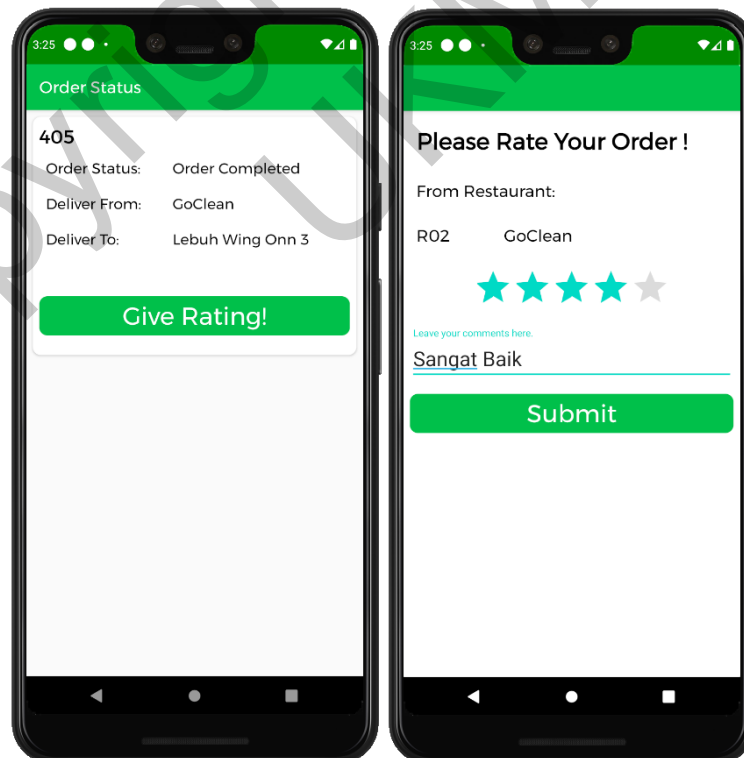 3:25
Order Status
405
Order Status: Order Completed
Deliver From: GoClean
Deliver To: Lebuh Wing Onn 3
Give Rating!
3:25
Please Rate Your Order !
From Restaurant:
R02 GoClean
Leave your comments here.
Sangat Baik
Submit